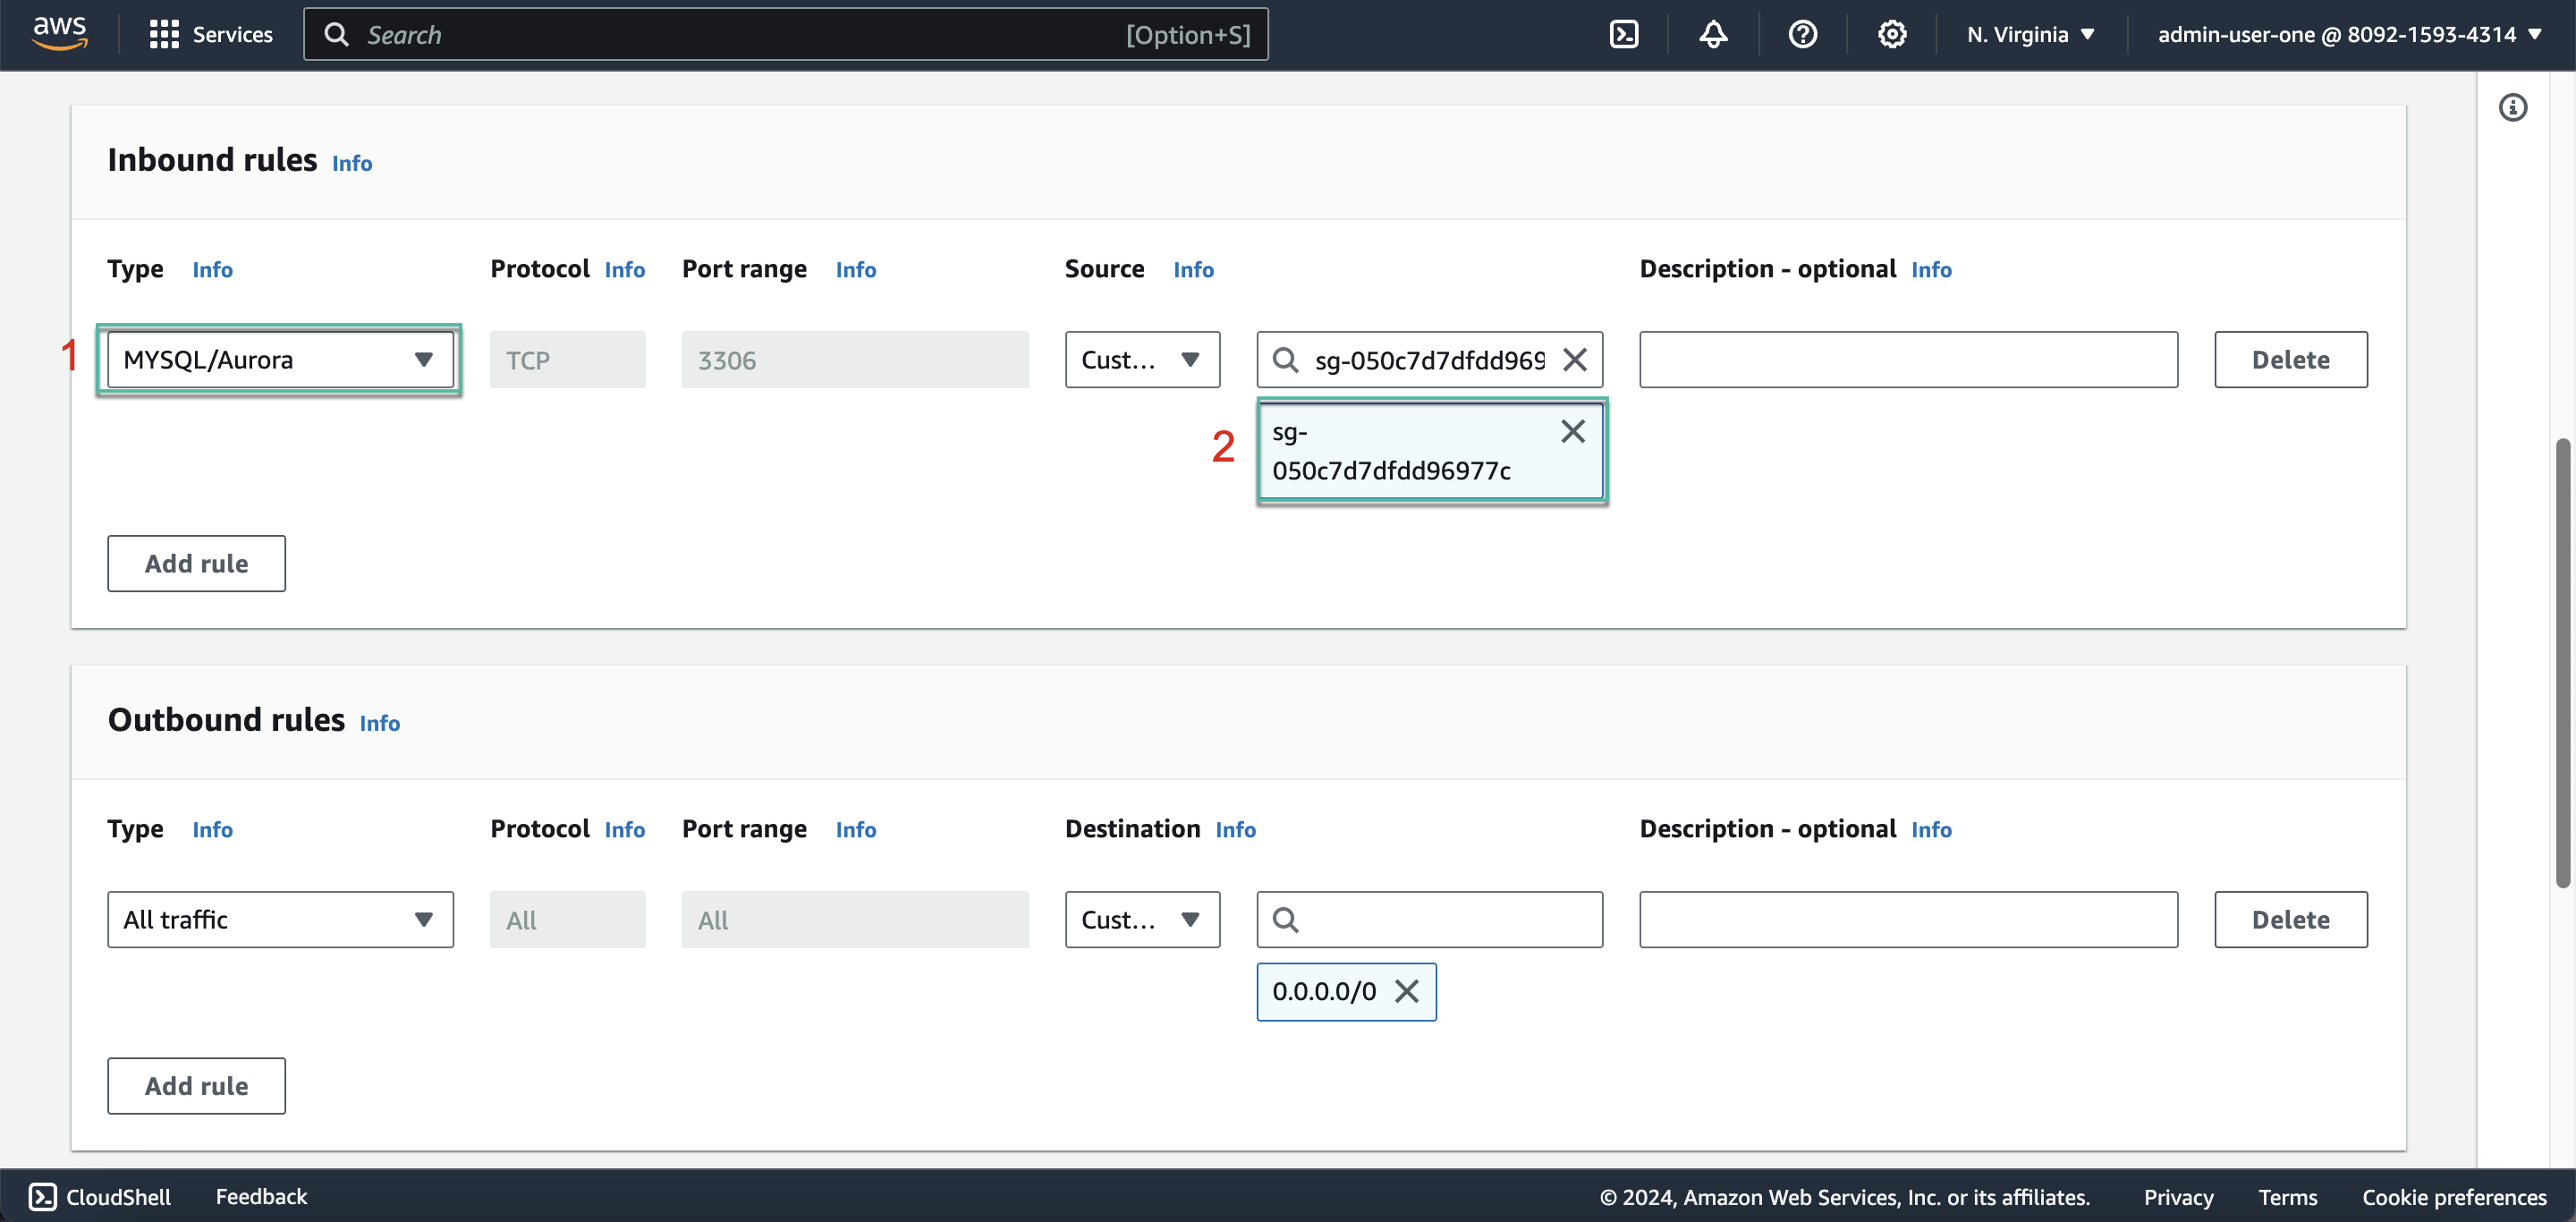 aws Services Search [Option+S] N. Virginia admin-user-one @ 8092-1593-4314
Inbound rules Info
Type Info Protocol Info Port range Info Source Info Description - optional Info
1 MYSQL/Aurora TCP 3306 Cust... sg-050c7d7dfdd969 Delete
2 sg-
050c7d7dfdd96977c
Add rule
Outbound rules Info
Type Info Protocol Info Port range Info Destination Info Description - optional Info
All traffic All All Cust... Delete
0.0.0.0/0
Add rule
CloudShell Feedback © 2024, Amazon Web Services, Inc. or its affiliates. Privacy Terms Cookie preferences